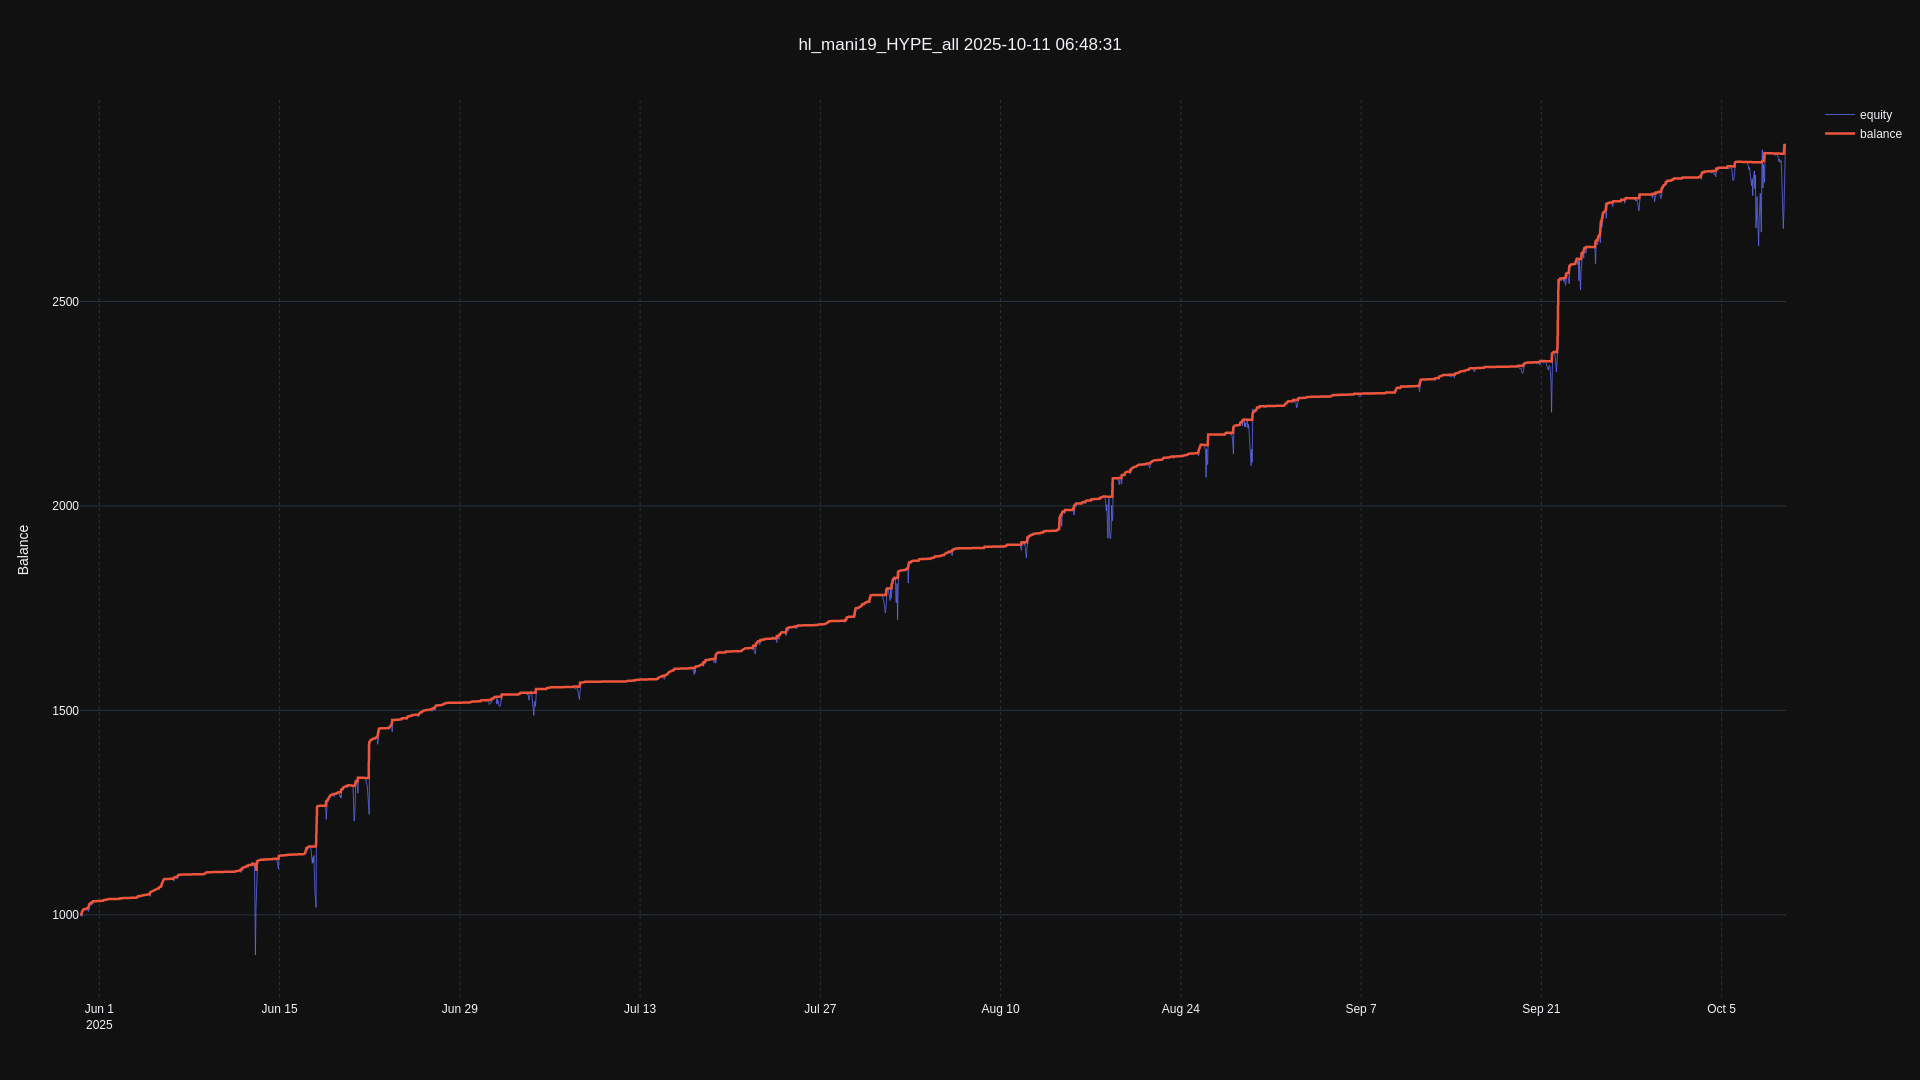 hl_mani19_HYPE_all 2025-10-11 06:48:31
equity
balance
2500
2000
1500
1000
Balance
Jun 1
2025
Jun 15
Jun 29
Jul 13
Jul 27
Aug 10
Aug 24
Sep 7
Sep 21
Oct 5